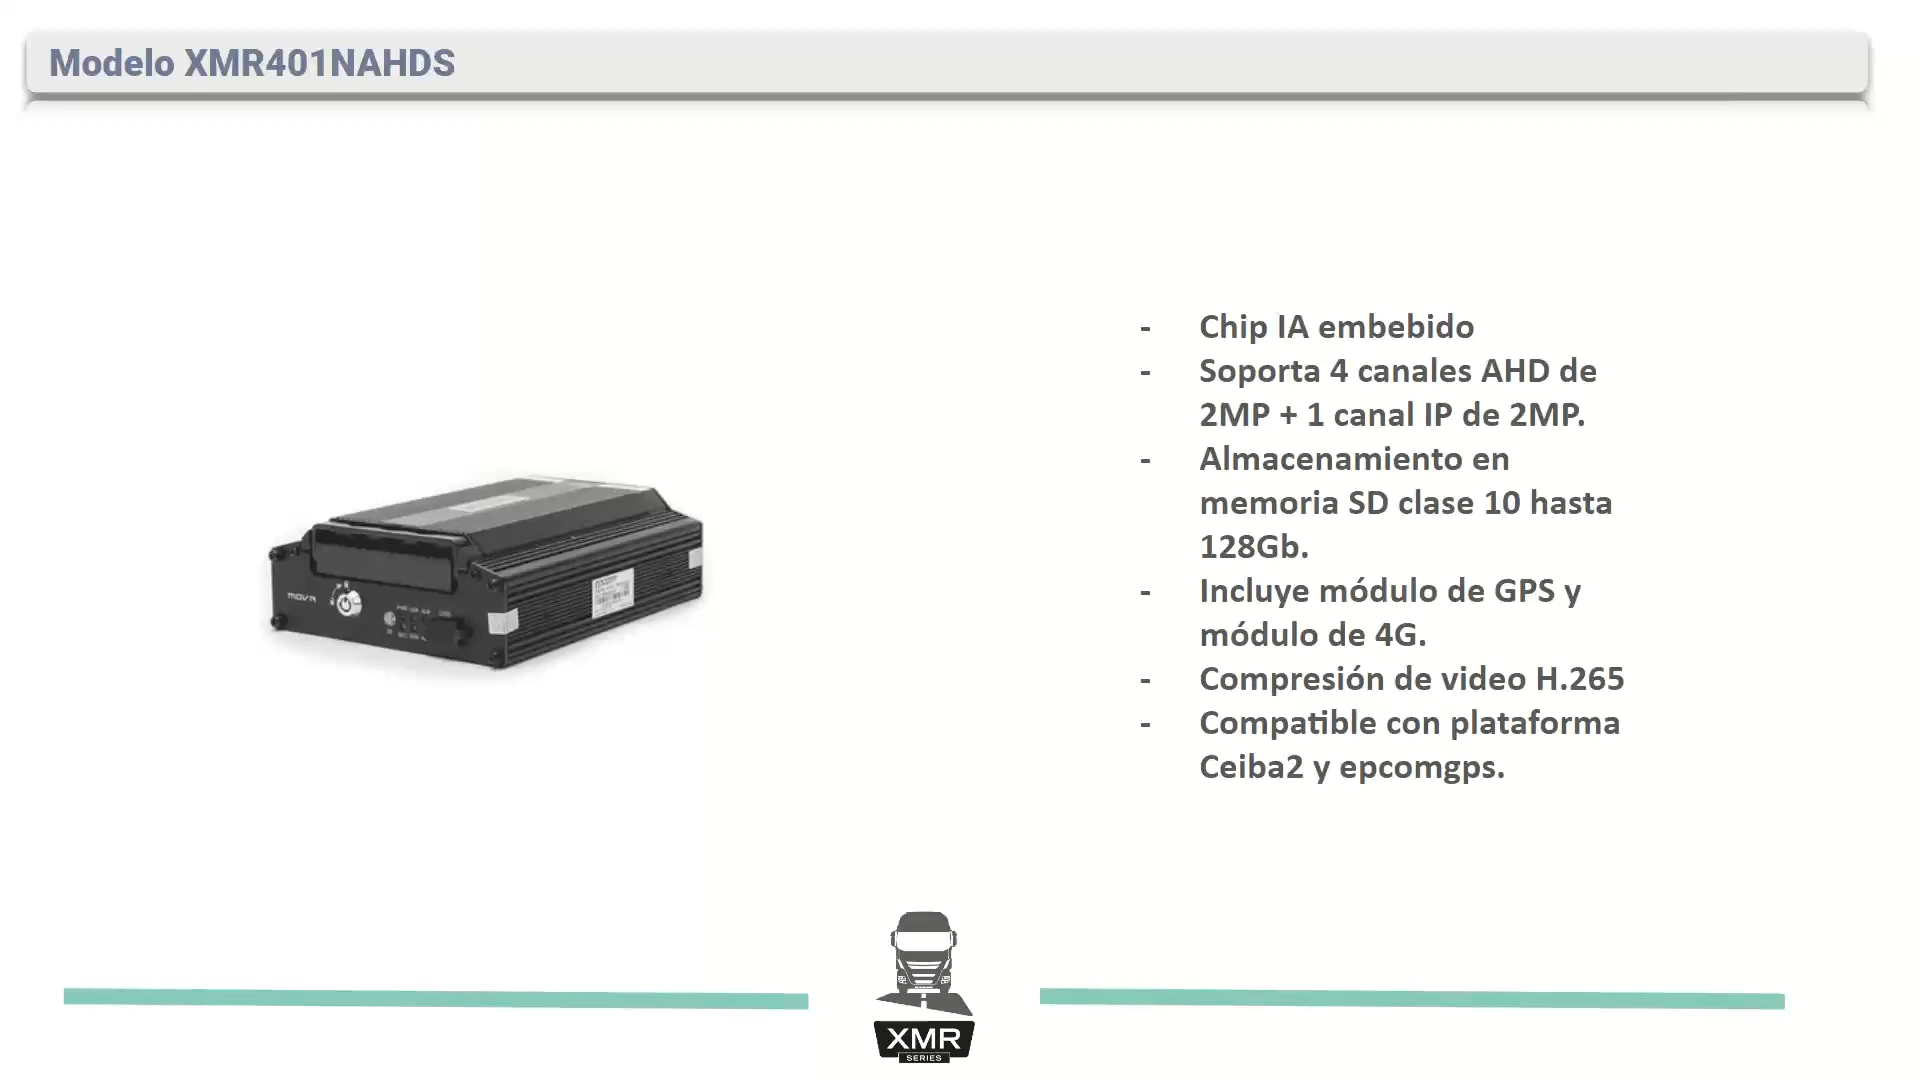 Modelo XMR401NAHDS
- Chip IA embebido
- Soporta 4 canales AHD de
2MP + 1 canal IP de 2MP.
- Almacenamiento en
memoria SD clase 10 hasta
128Gb.
- Incluye módulo de GPS y
módulo de 4G.
- Compresión de video H.265
- Compatible con plataforma
Ceiba2 y epcomgps.
XMR
SERIES